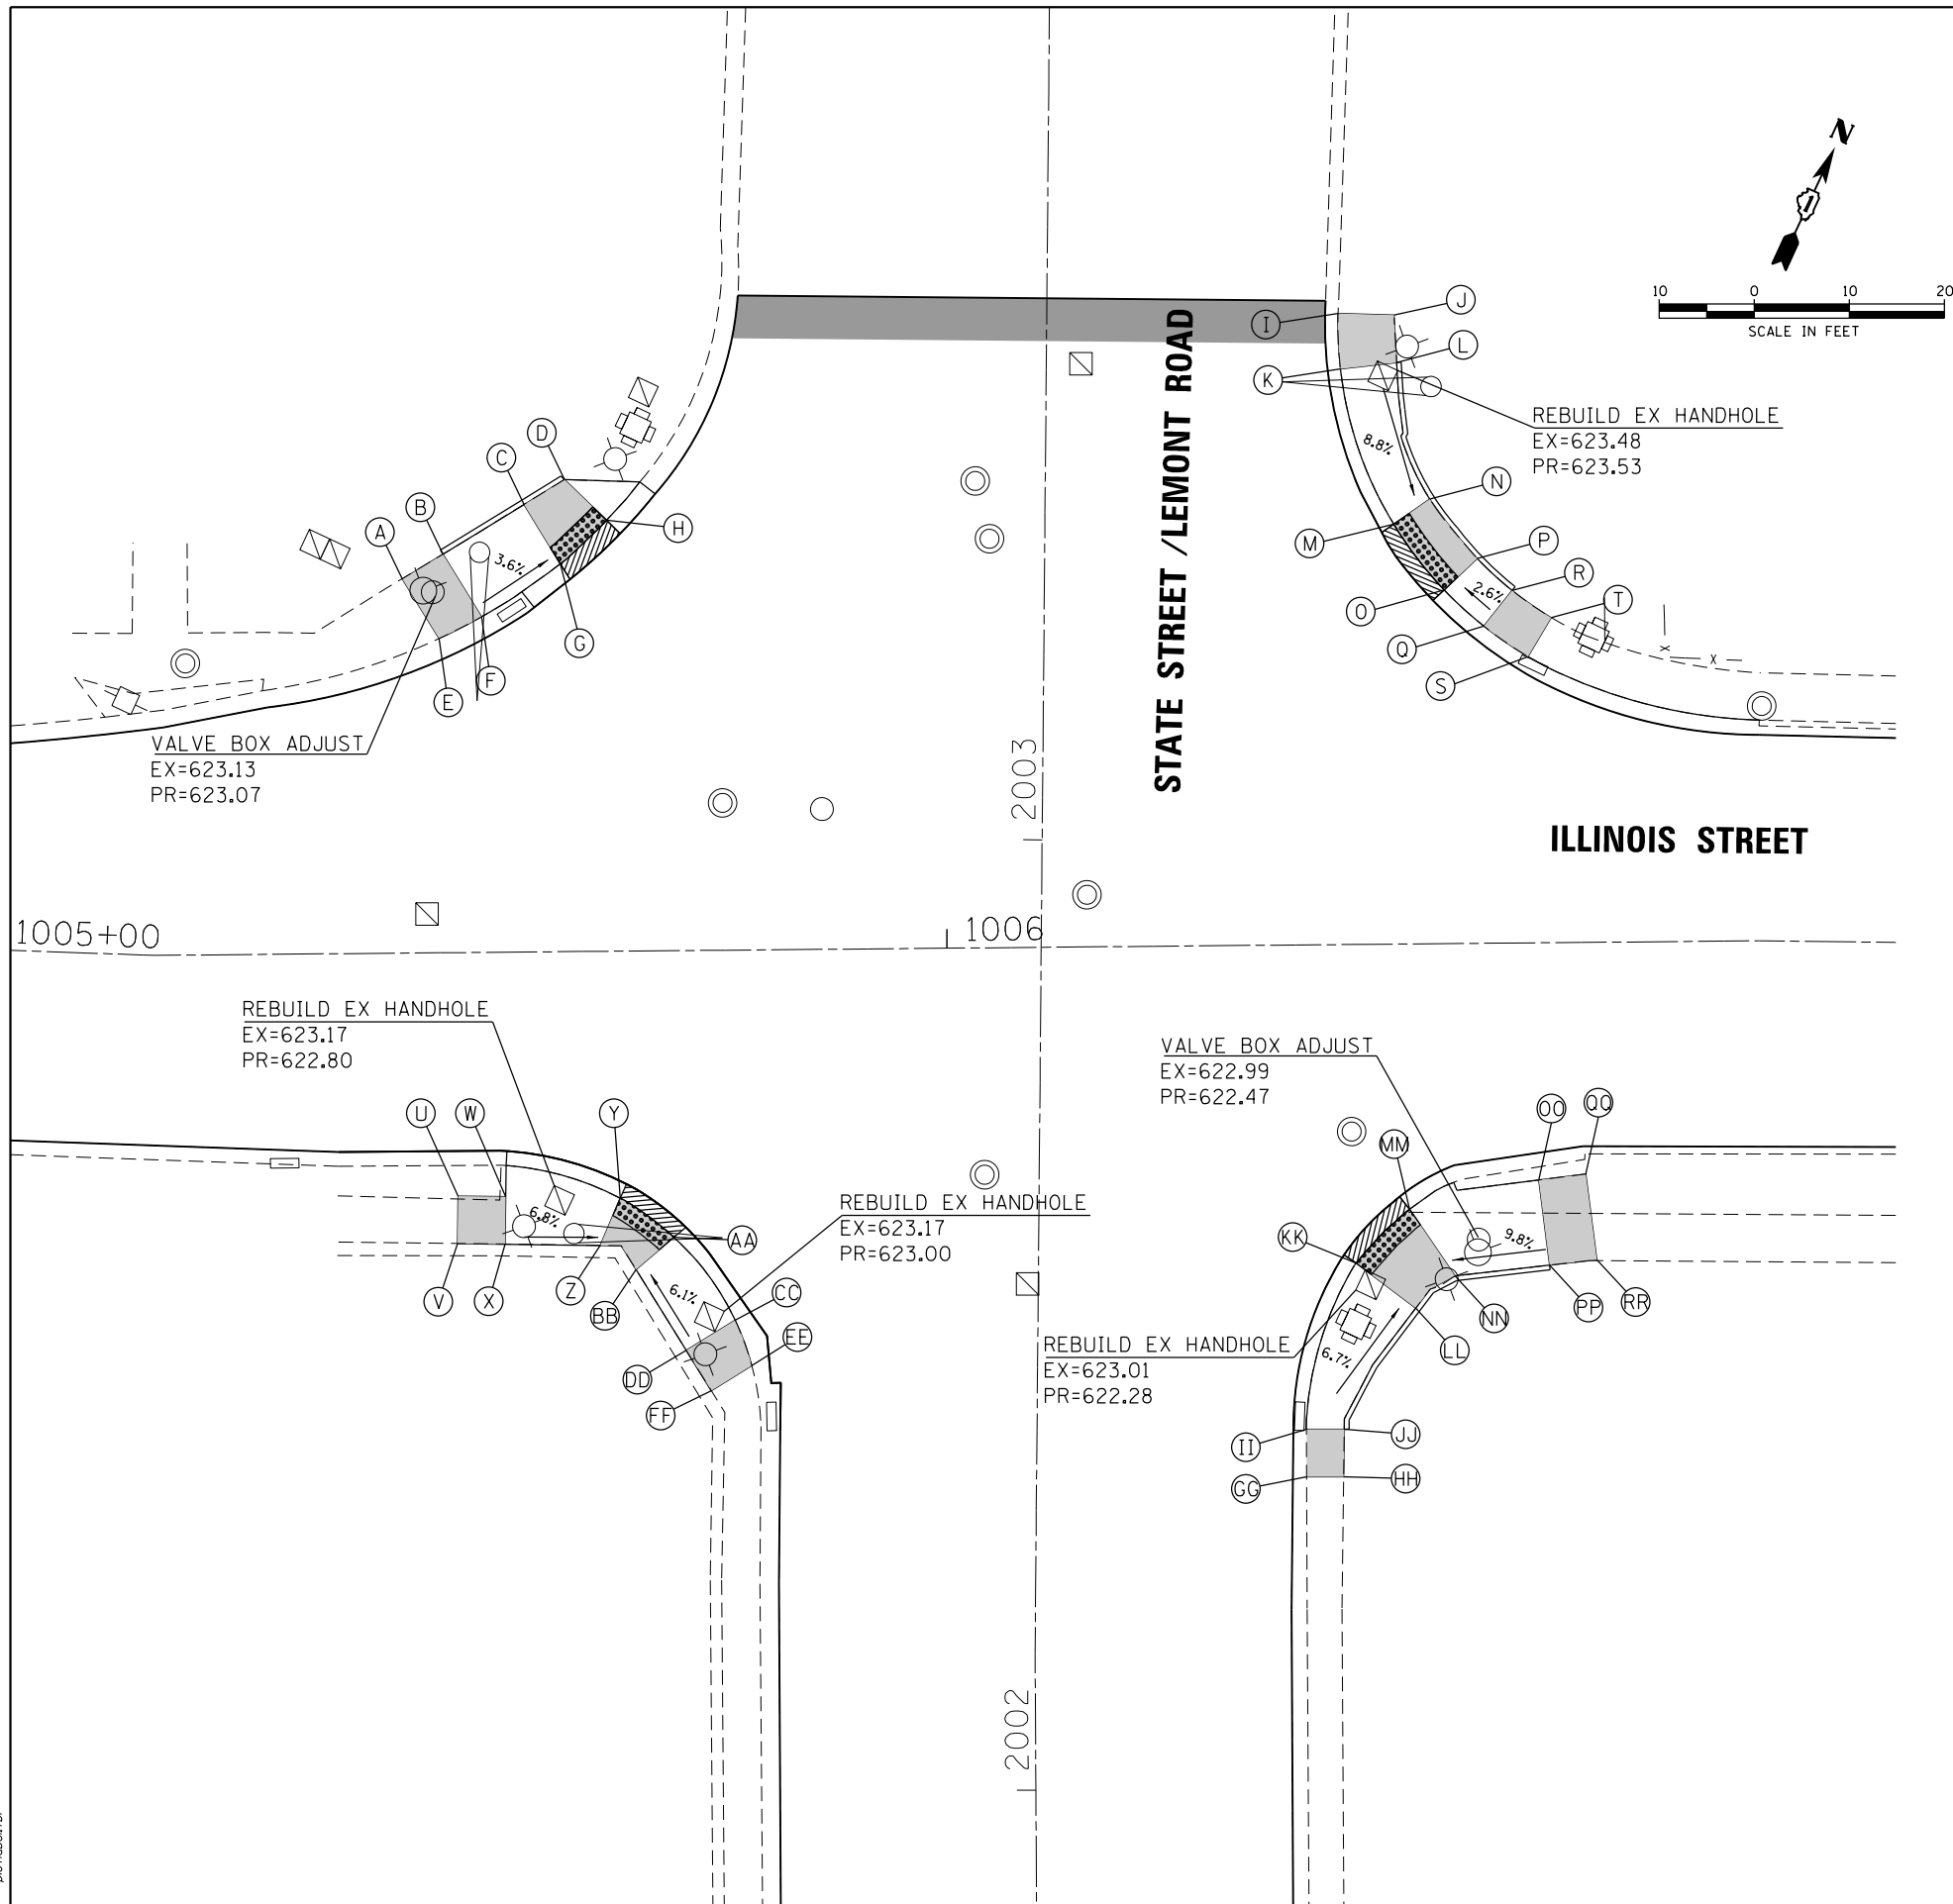 N
10 0 10 20
SCALE IN FEET
I
J
L
K
STATE STREET / LEMONT ROAD
REBUILD EX HANDHOLE
EX=623.48
PR=623.53
8.8%
D
C
B
A
H
3.6%
G
F
E
N
M
P
R
T
2.6%
O
Q
S
VALVE BOX ADJUST
EX=623.13
PR=623.07
2003
ILLINOIS STREET
1005+00
1006
REBUILD EX HANDHOLE
EX=623.17
PR=622.80
VALVE BOX ADJUST
EX=622.99
PR=622.47
U
W
Y
6.8%
AA
V
X
Z
BB
REBUILD EX HANDHOLE
EX=623.17
PR=623.00
6.1%
CC
EE
DD
FF
OO
QQ
MM
KK
9.8%
NN
PP
RR
LL
REBUILD EX HANDHOLE
EX=623.01
PR=622.28
6.7%
II
JJ
GG
HH
2002